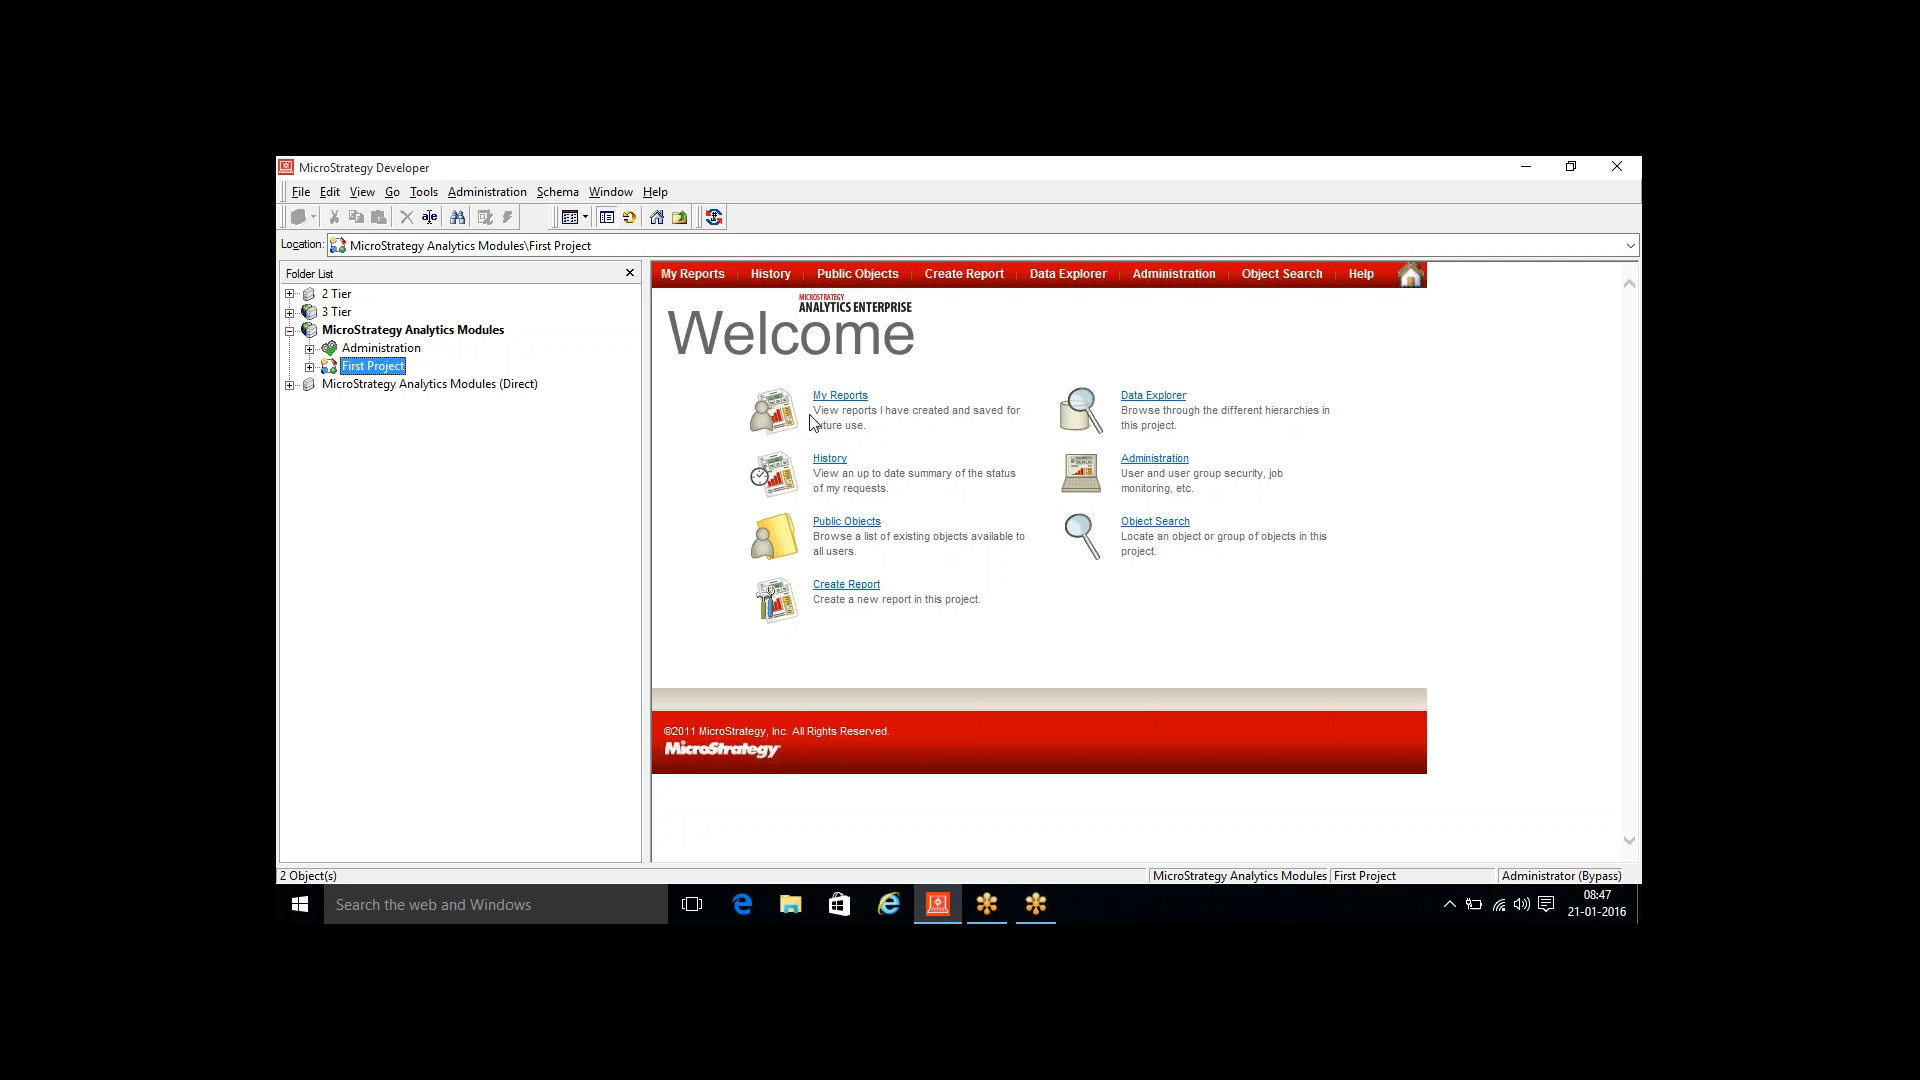 MicroStrategy Developer
File Edit View Go Tools Administration Schema Window Help
Location: MicroStrategy Analytics Modules\First Project
Folder List
2 Tier
3 Tier
MicroStrategy Analytics Modules
Administration
First Project
MicroStrategy Analytics Modules (Direct)
My Reports History Public Objects Create Report Data Explorer Administration Object Search Help
MICROSTRATEGY
ANALYTICS ENTERPRISE
Welcome
My Reports
View reports I have created and saved for
future use.
History
View an up to date summary of the status
of my requests.
Public Objects
Browse a list of existing objects available to
all users.
Create Report
Create a new report in this project.
Data Explorer
Browse through the different hierarchies in
this project.
Administration
User and user group security, job
monitoring, etc.
Object Search
Locate an object or group of objects in this
project.
©2011 MicroStrategy, Inc. All Rights Reserved.
MicroStrategy
2 Object(s) MicroStrategy Analytics Modules First Project Administrator (Bypass)
Search the web and Windows
08:47
21-01-2016